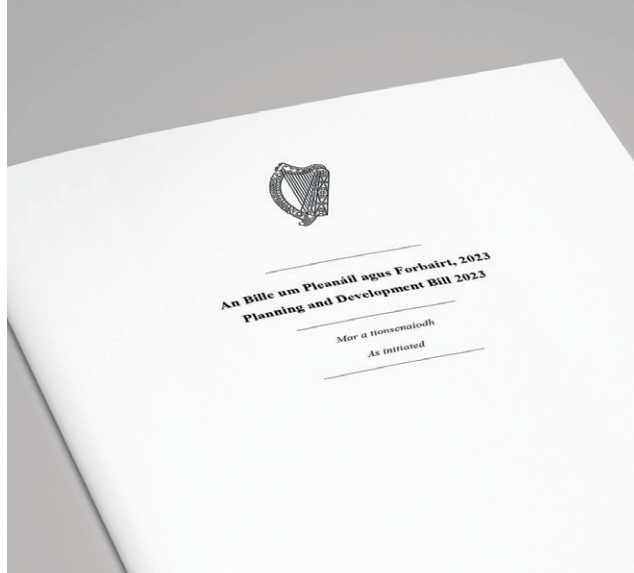 An Bille um Pleanáil agus Forbairt, 2023
Planning and Development Bill 2023
Mar a tionscnaíodh
As initiated